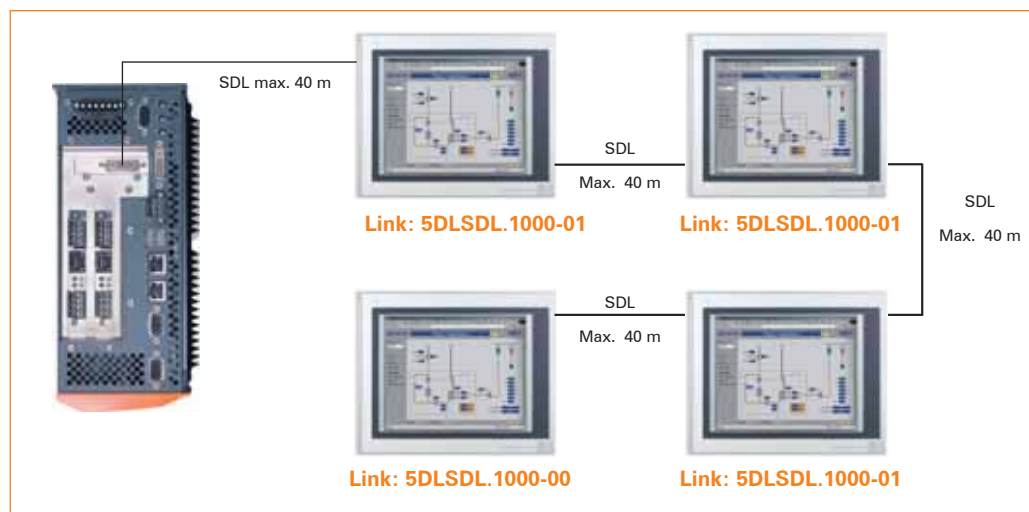 SDL max. 40 m
SDL
Max. 40 m
SDL
Max. 40 m
Link: 5DLSDL.1000-01
Link: 5DLSDL.1000-01
SDL
Max. 40 m
Link: 5DLSDL.1000-00
Link: 5DLSDL.1000-01